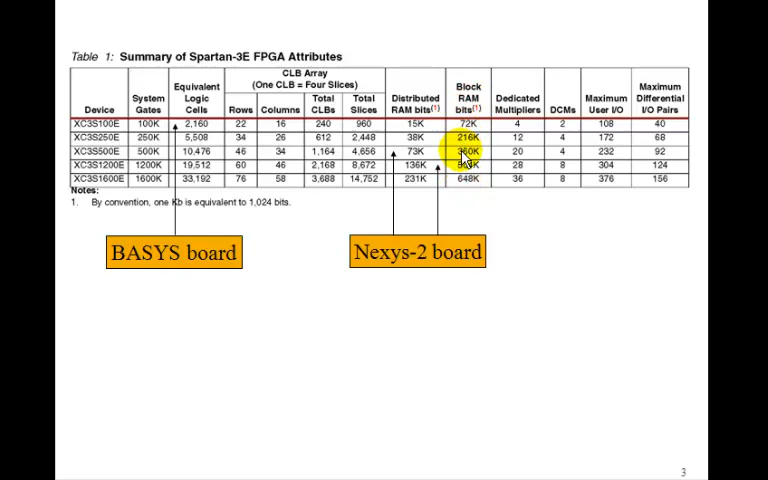 Table 1: Summary of Spartan-3E FPGA Attributes
Device System Gates Equivalent Logic Cells CLB Array (One CLB = Four Slices) Rows Columns Total CLBs Total Slices Distributed RAM bits(1) Block RAM bits(1) Dedicated Multipliers DCMs Maximum User I/O Maximum Differential I/O Pairs
XC3S100E 100K 2,160 22 16 240 960 15K 72K 4 2 108 40
XC3S250E 250K 5,508 34 26 612 2,448 38K 216K 12 4 172 68
XC3S500E 500K 10,476 46 34 1,164 4,656 73K 360K 20 4 232 92
XC3S1200E 1200K 19,512 60 46 2,168 8,672 136K 28 8 304 124
XC3S1600E 1600K 33,192 76 58 3,688 14,752 231K 648K 36 8 376 156
Notes:
1. By convention, one Kb is equivalent to 1,024 bits.
BASYS board
Nexys-2 board
3